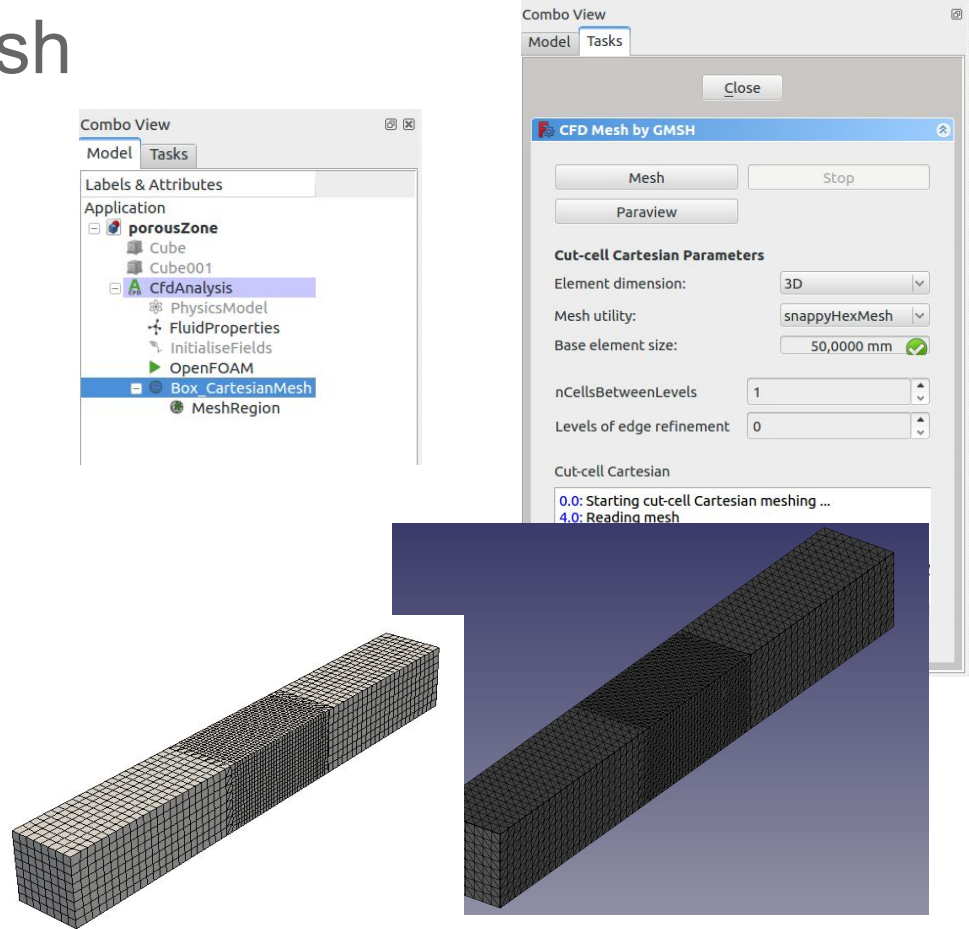 sh
Combo View
Model Tasks
Labels & Attributes
Application
porousZone
Cube
Cube001
CfdAnalysis
PhysicsModel
FluidProperties
InitialiseFields
OpenFOAM
Box_CartesianMesh
MeshRegion
Combo View
Model Tasks
Close
CFD Mesh by GMSH
Mesh Stop
Paraview
Cut-cell Cartesian Parameters
Element dimension: 3D
Mesh utility: snappyHexMesh
Base element size: 50,0000 mm
nCellsBetweenLevels 1
Levels of edge refinement 0
Cut-cell Cartesian
0.0: Starting cut-cell Cartesian meshing ...
4.0: Reading mesh